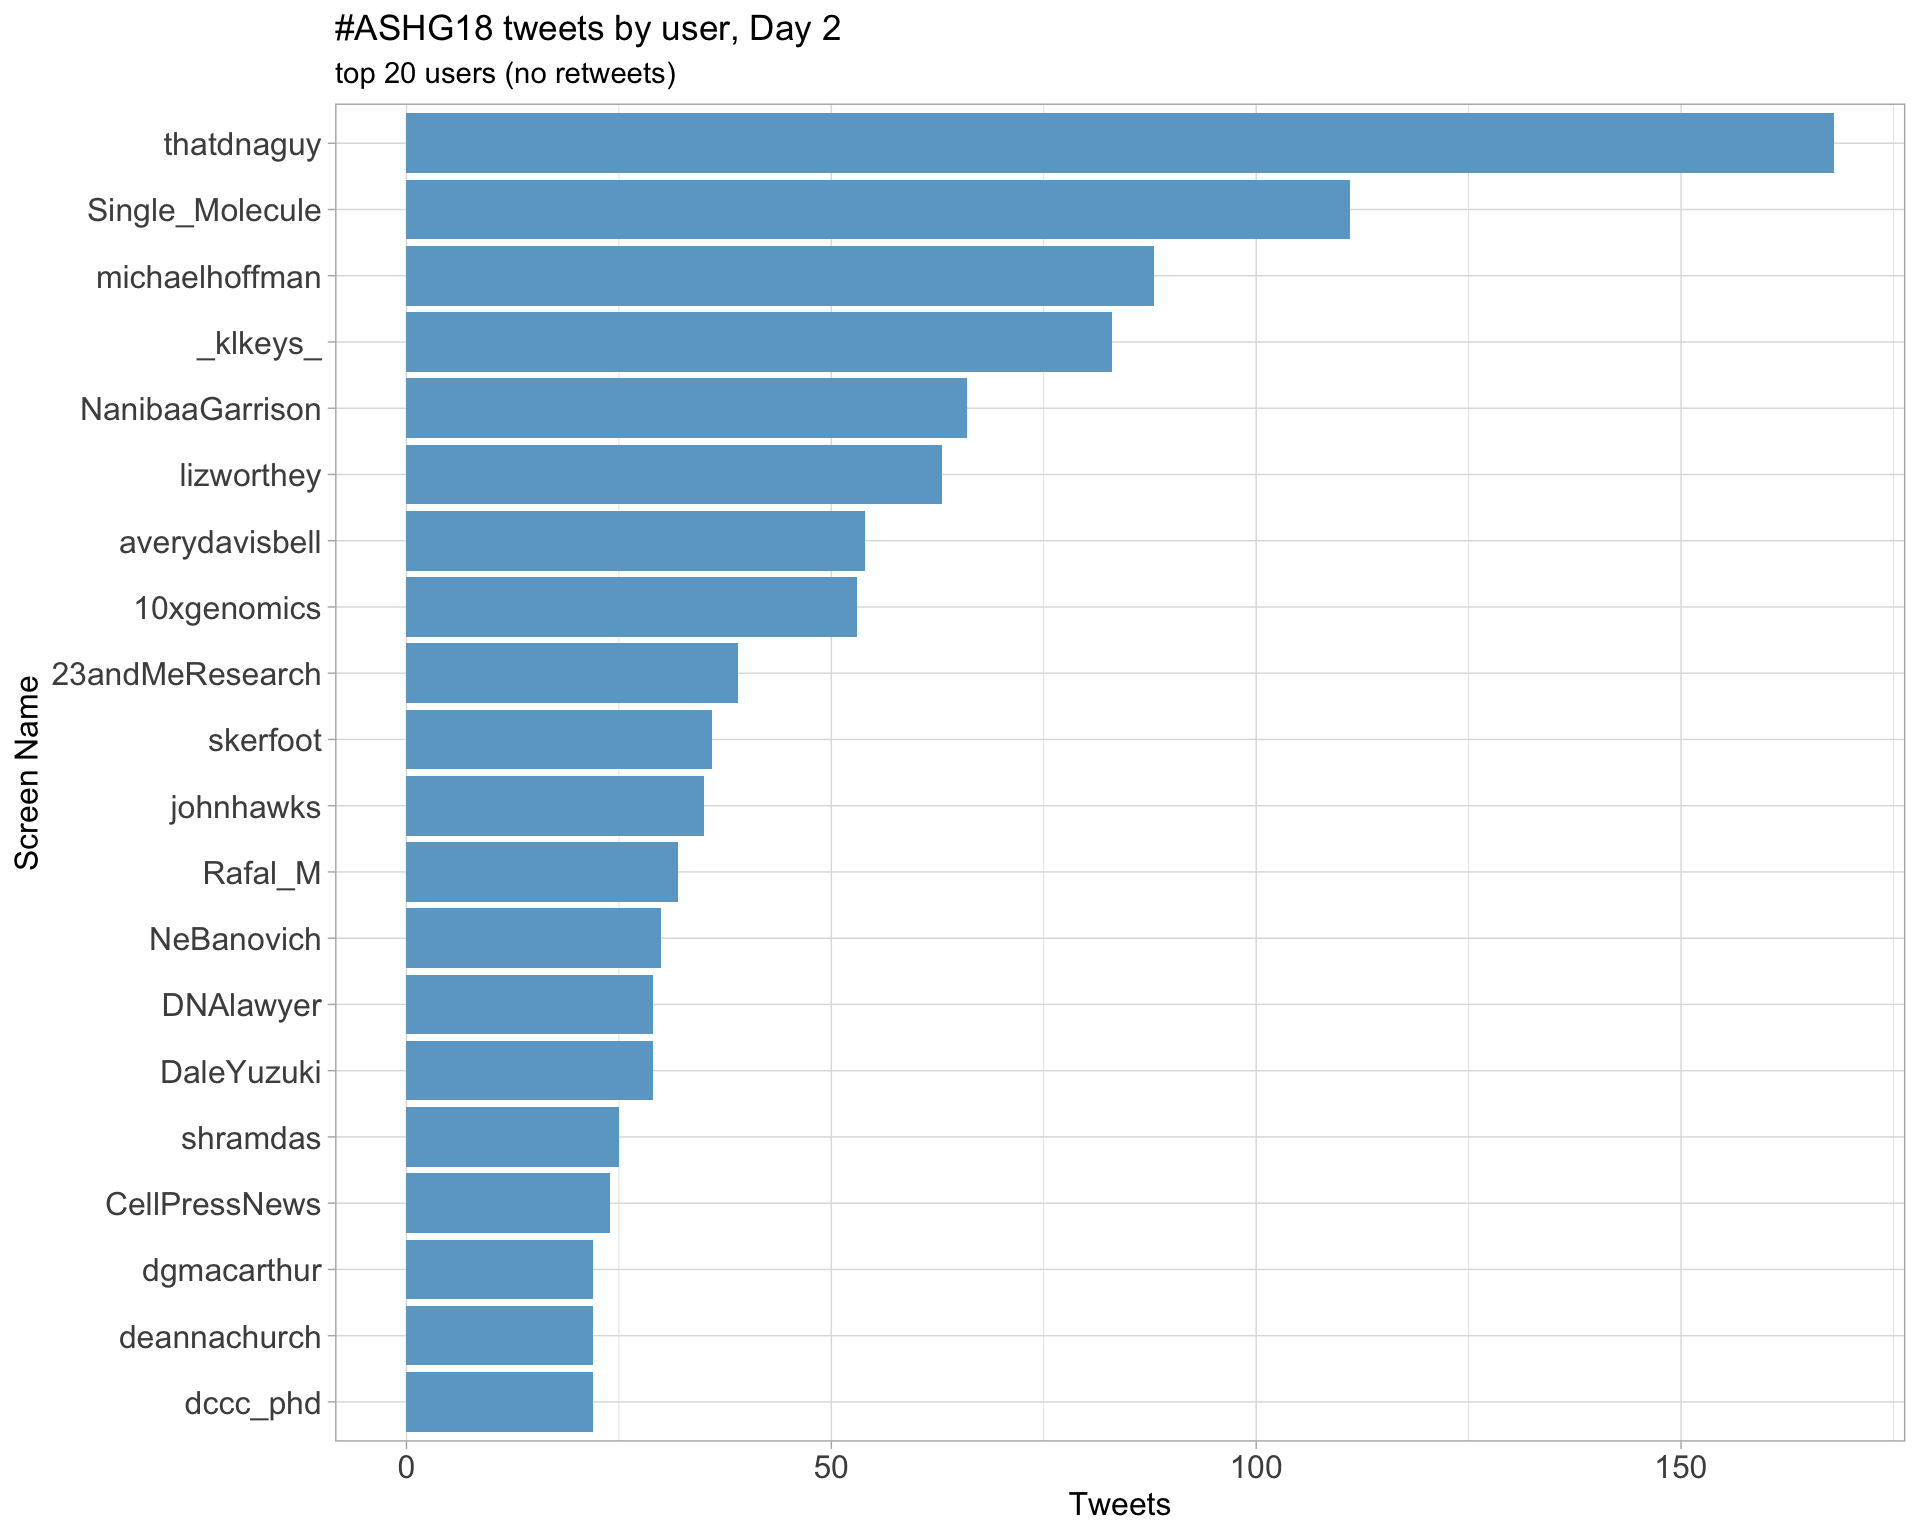 #ASHG18 tweets by user, Day 2
top 20 users (no retweets)
thatdnaguy
Single_Molecule
michaelhoffman
_klkeys_
NanibaaGarrison
lizworthey
averydavisbell
10xgenomics
23andMeResearch
skerfoot
johnhawks
Rafal_M
NeBanovich
DNAlawyer
DaleYuzuki
shramdas
CellPressNews
dgmacarthur
deannachurch
dccc_phd
Screen Name
0 50 100 150
Tweets